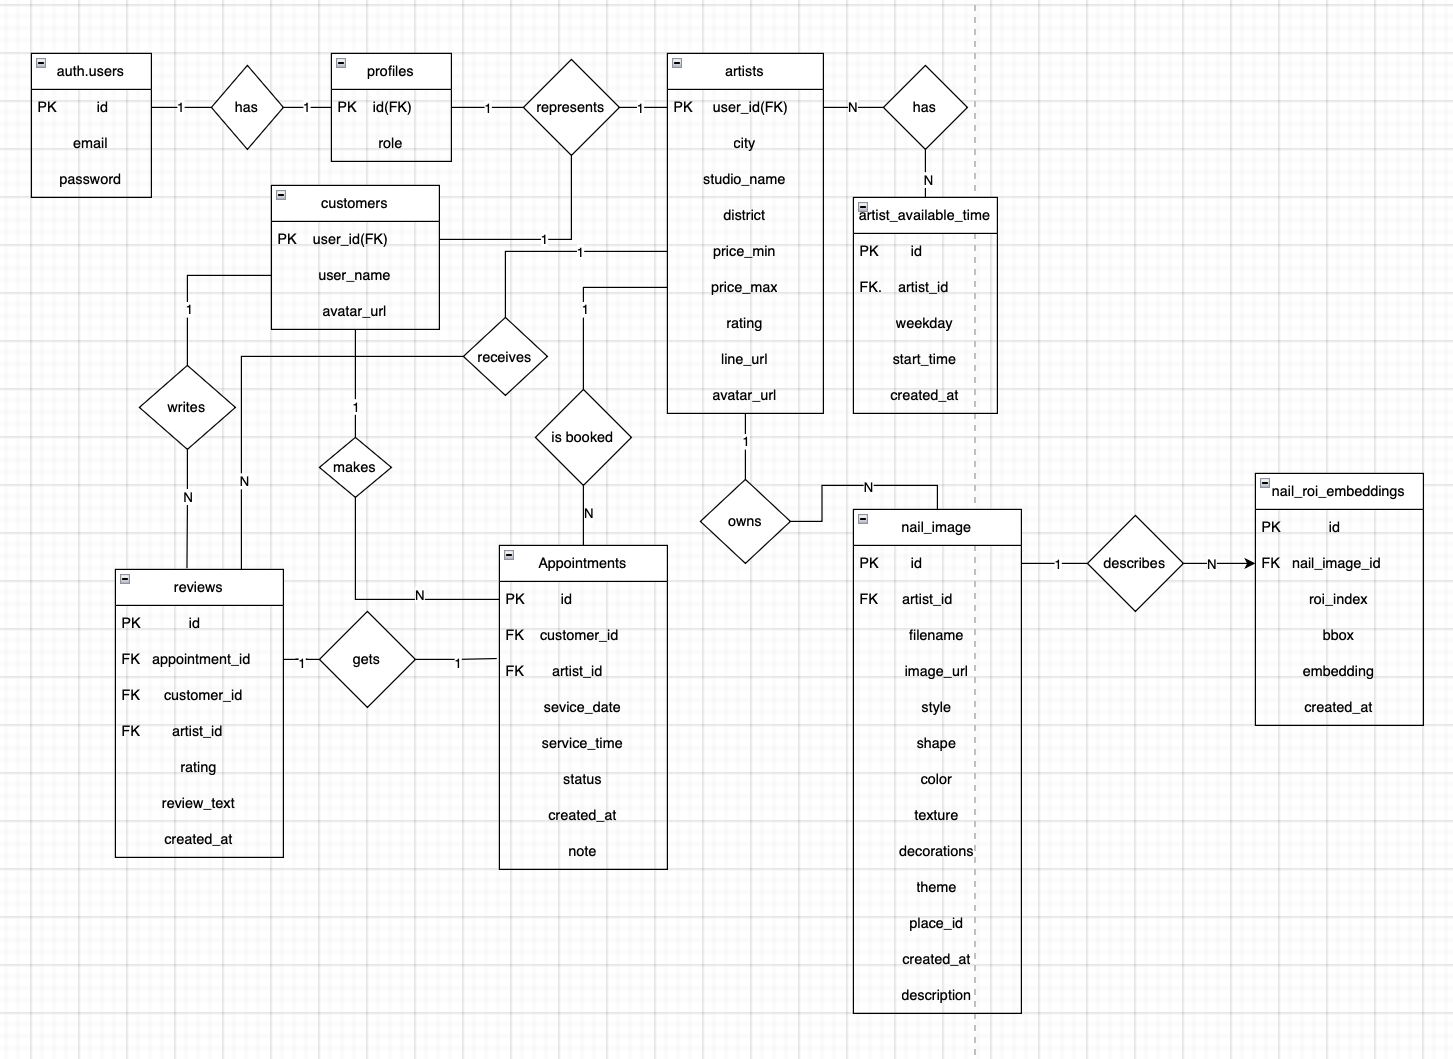 auth.users
PK id
email
password
1
has
1
profiles
PK id(FK)
role
1
represents
1
1
artists
PK user_id(FK)
city
studio_name
district
price_min
price_max
rating
line_url
avatar_url
N
has
N
artist_available_time
PK id
FK. artist_id
weekday
start_time
created_at
customers
PK user_id(FK)
user_name
avatar_url
1
writes
N
1
receives
N
1
makes
N
1
is booked
N
1
owns
N
reviews
PK id
FK appointment_id
FK customer_id
FK artist_id
rating
review_text
created_at
1
gets
1
Appointments
PK id
FK customer_id
FK artist_id
sevice_date
service_time
status
created_at
note
nail_image
PK id
FK artist_id
filename
image_url
style
shape
color
texture
decorations
theme
place_id
created_at
description
1
describes
N
nail_roi_embeddings
PK id
FK nail_image_id
roi_index
bbox
embedding
created_at